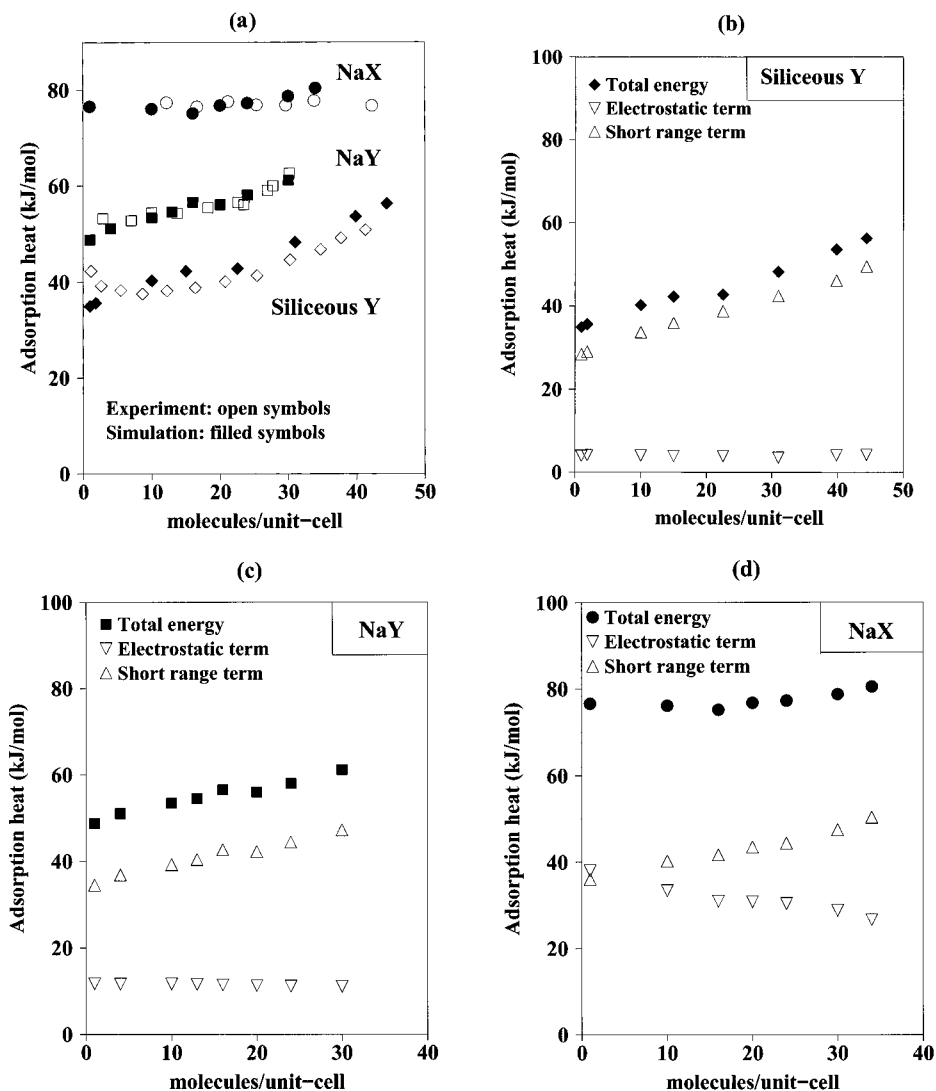 (a)
NaX
NaY
Siliceous Y
Experiment: open symbols
Simulation: filled symbols
Adsorption heat (kJ/mol)
80
60
40
20
0
0 10 20 30 40 50
molecules/unit−cell
(b)
Siliceous Y
Total energy
Electrostatic term
Short range term
Adsorption heat (kJ/mol)
100
80
60
40
20
0
0 10 20 30 40 50
molecules/unit−cell
(c)
NaY
Total energy
Electrostatic term
Short range term
Adsorption heat (kJ/mol)
100
80
60
40
20
0
0 10 20 30 40
molecules/unit−cell
(d)
NaX
Total energy
Electrostatic term
Short range term
Adsorption heat (kJ/mol)
100
80
60
40
20
0
0 10 20 30 40
molecules/unit−cell